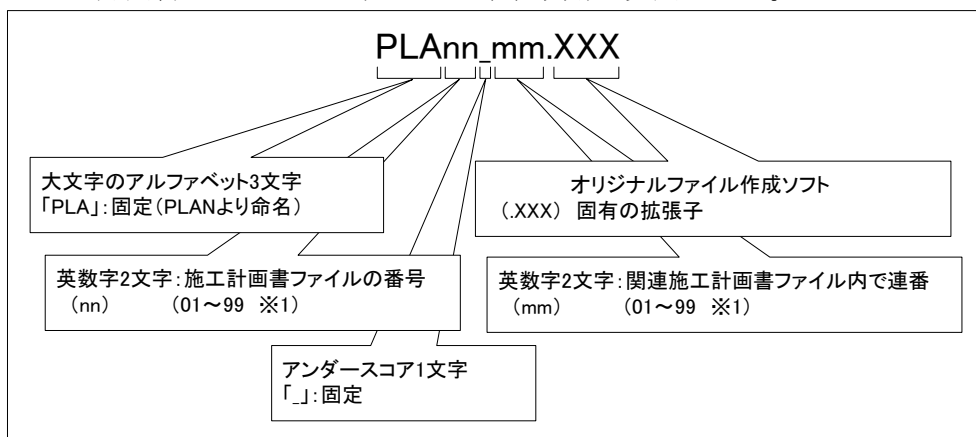 PLAnn_mm.XXX
大文字のアルファベット3文字
「PLA」:固定(PLANより命名)
オリジナルファイル作成ソフト
(.XXX) 固有の拡張子
英数字2文字:施工計画書ファイルの番号
(nn) (01~99 ※1)
英数字2文字:関連施工計画書ファイル内で連番
(mm) (01~99 ※1)
アンダースコア1文字
「_」:固定